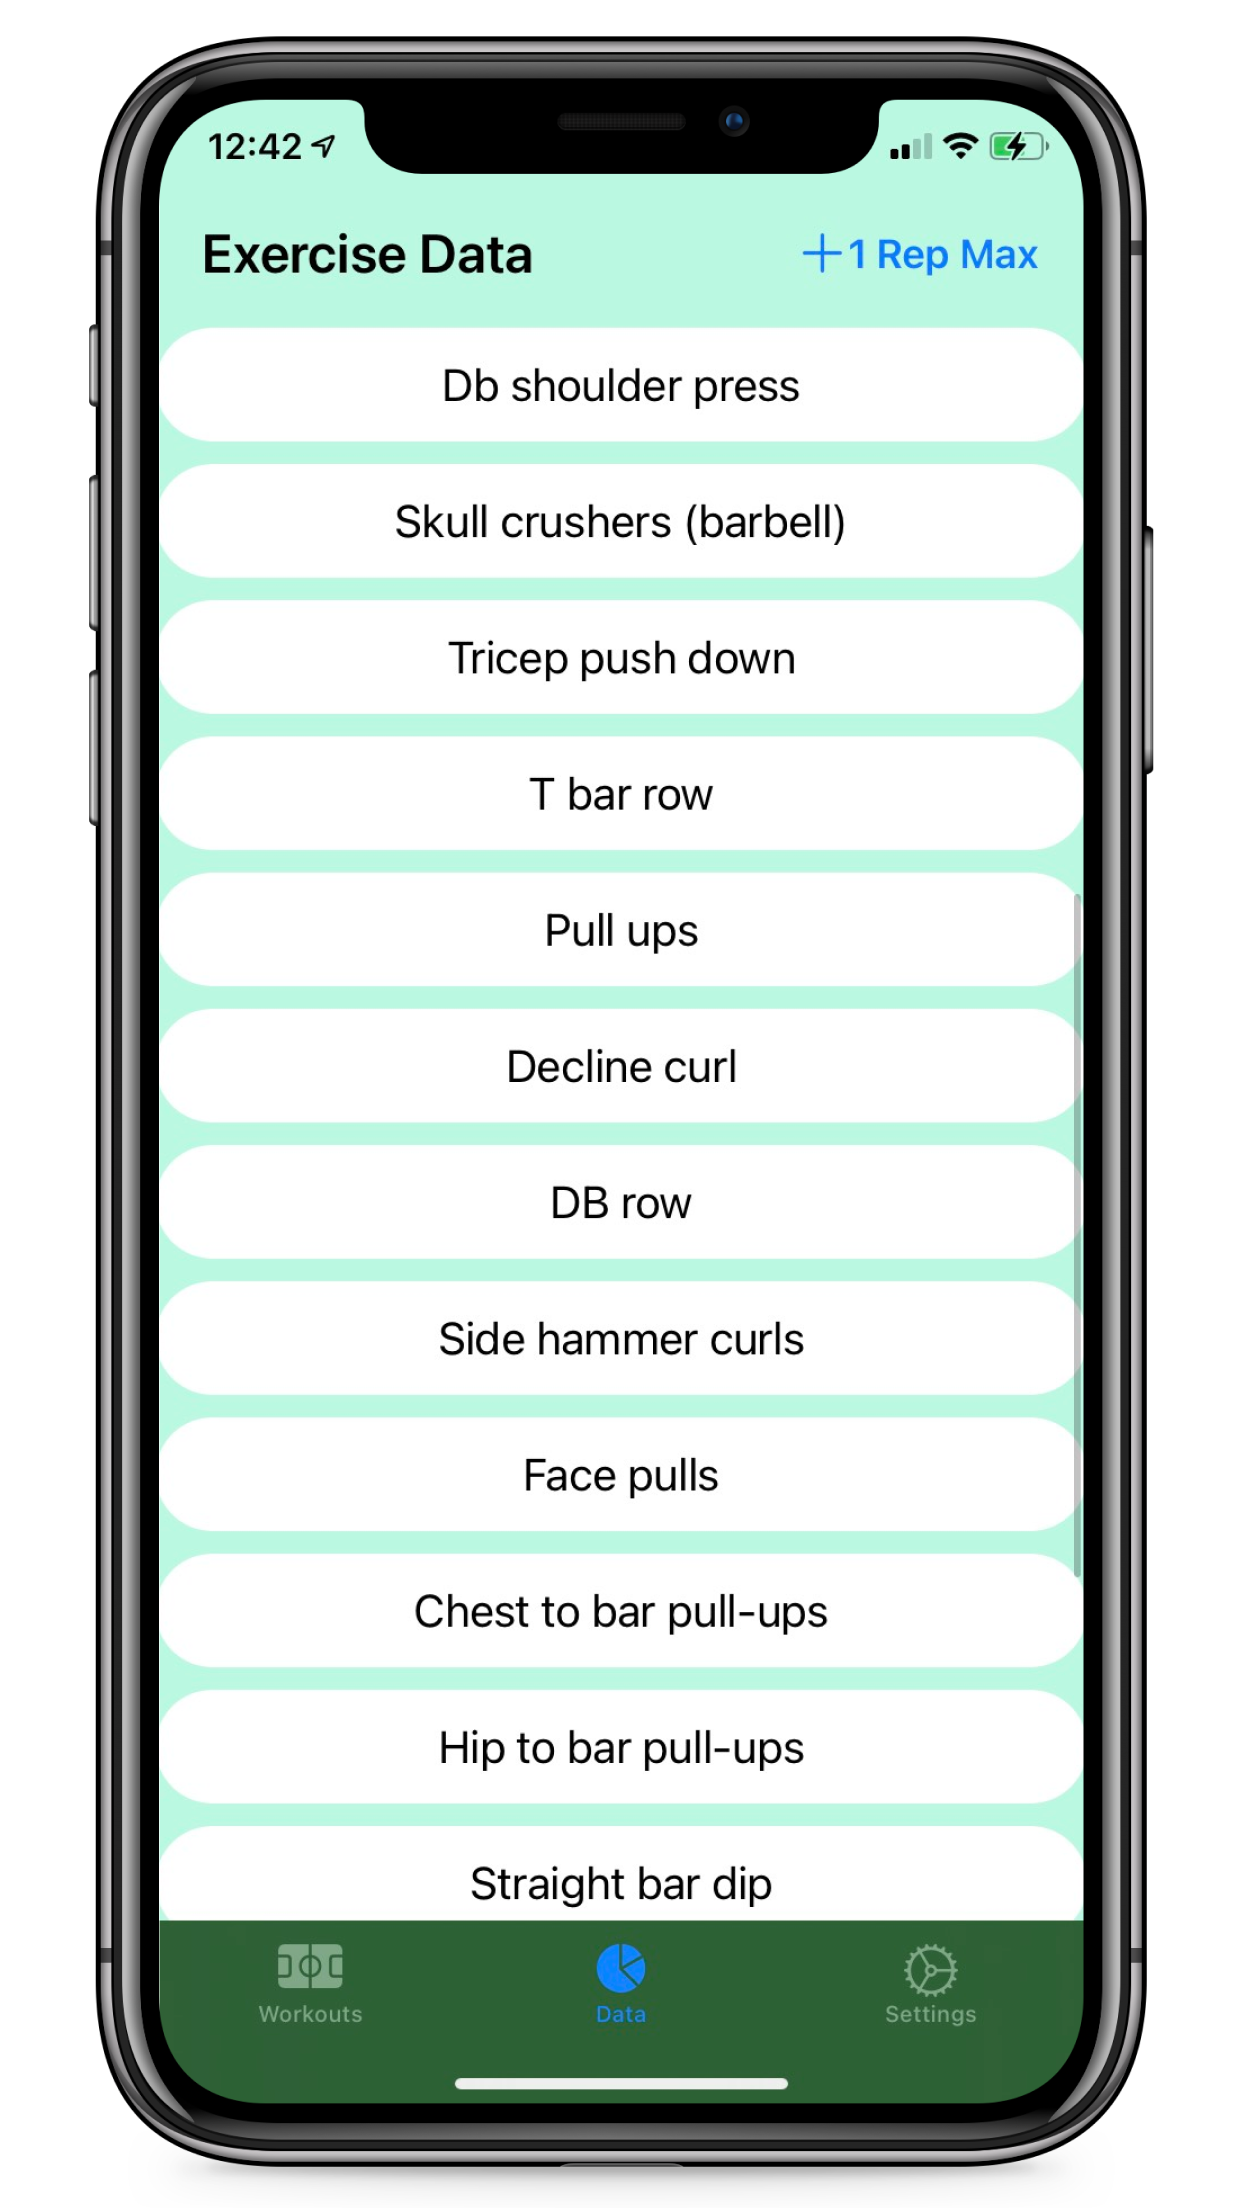 12:42
Exercise Data
+1 Rep Max
Db shoulder press
Skull crushers (barbell)
Tricep push down
T bar row
Pull ups
Decline curl
DB row
Side hammer curls
Face pulls
Chest to bar pull-ups
Hip to bar pull-ups
Straight bar dip
Workouts
Data
Settings